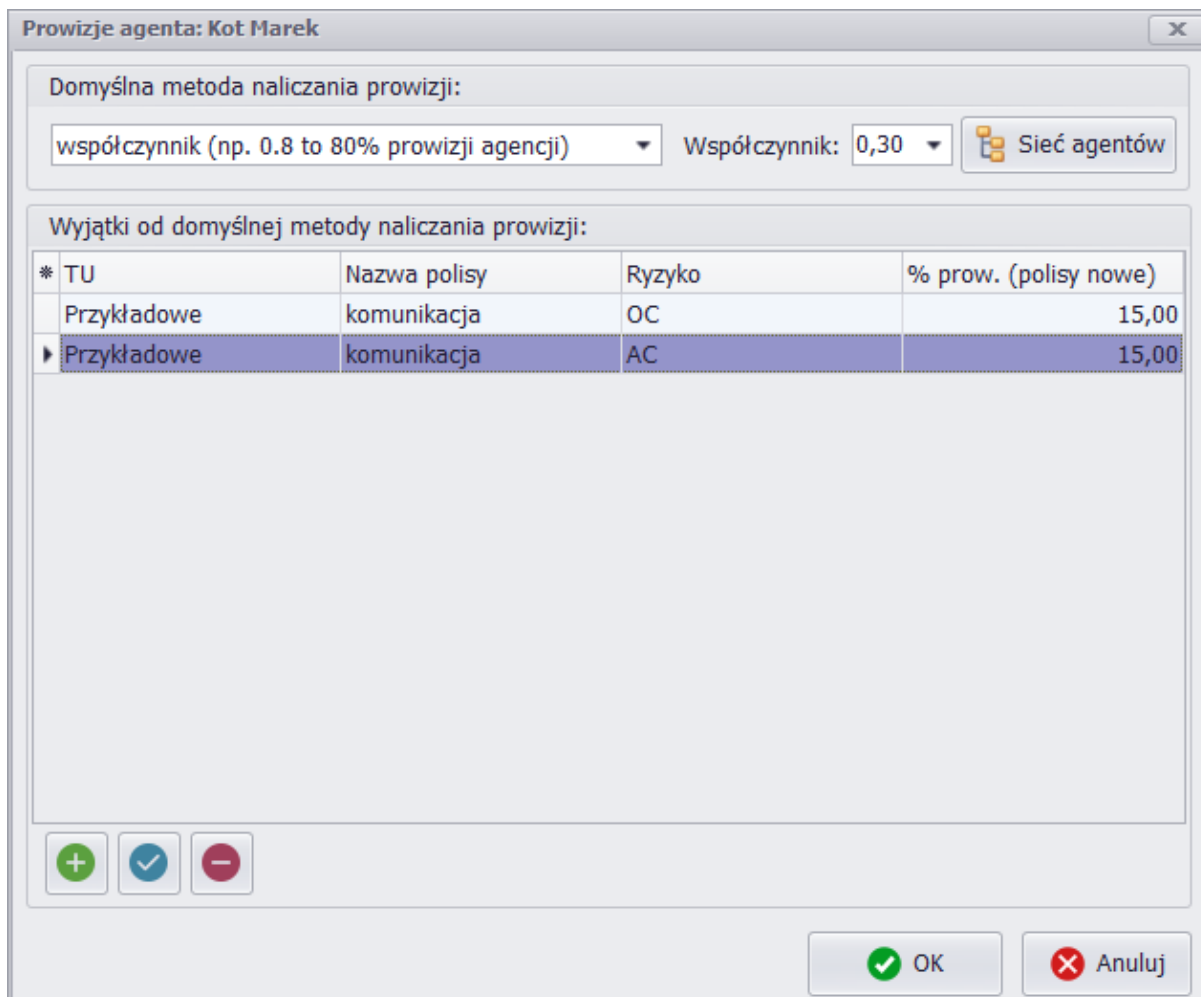 Prowizje agenta: Kot Marek
Domyślna metoda naliczania prowizji:
współczynnik (np. 0.8 to 80% prowizji agencji) Współczynnik: 0,30 Sieć agentów
Wyjątki od domyślnej metody naliczania prowizji:
TU Nazwa polisy Ryzyko % prow. (polisy nowe)
Przykładowe komunikacja OC 15,00
Przykładowe komunikacja AC 15,00
OK Anuluj